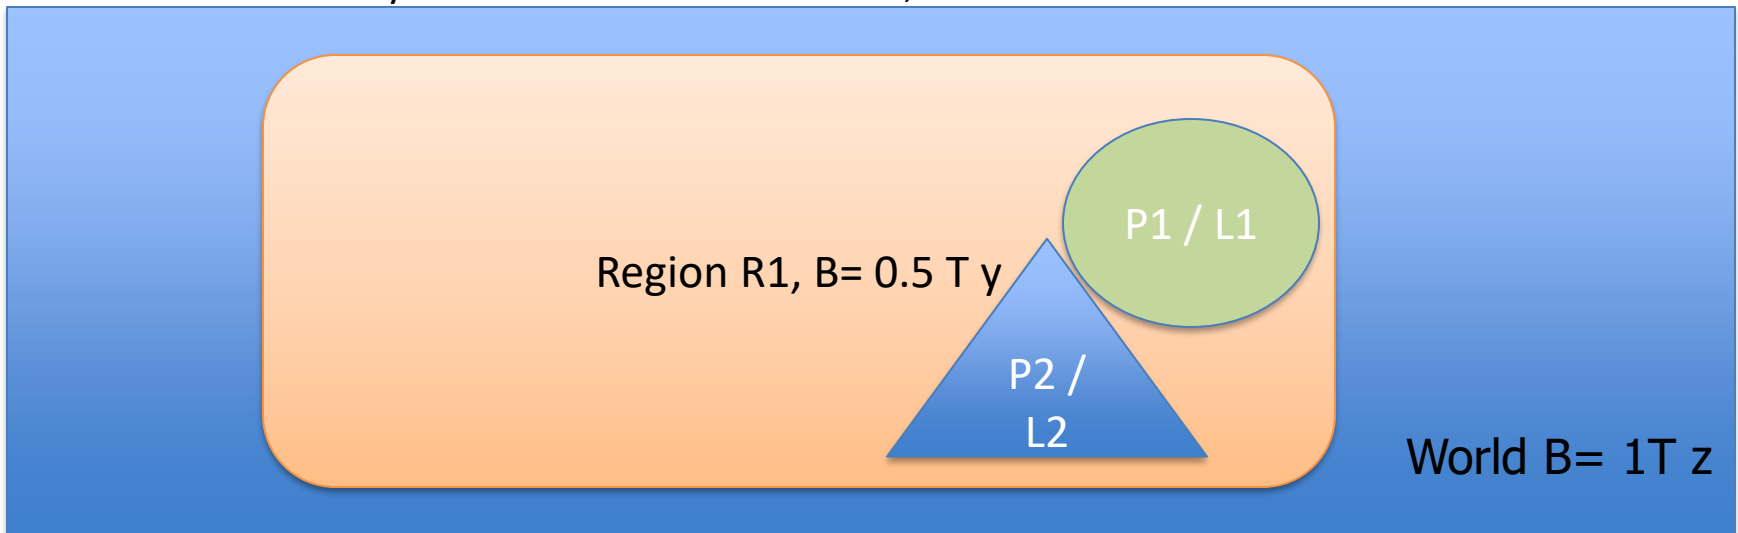 P1 / L1
Region R1, B= 0.5 T y
P2 /
L2
World B= 1T z